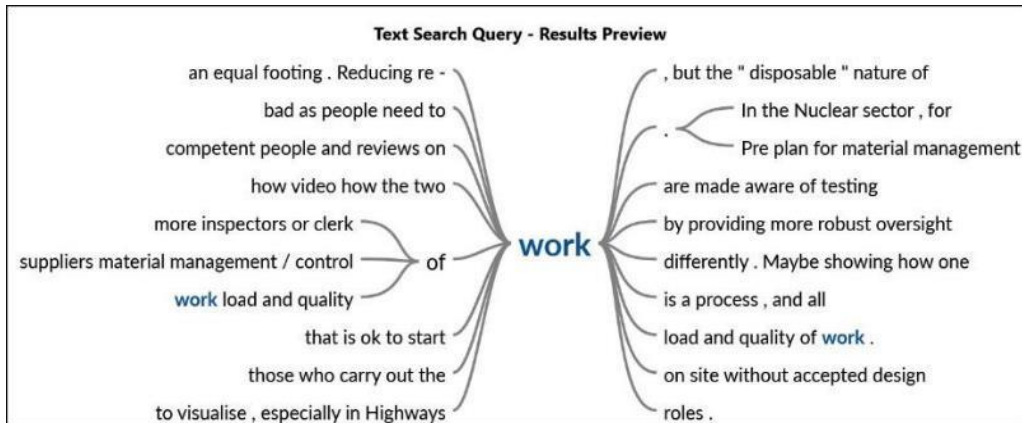 Text Search Query - Results Preview
an equal footing . Reducing re -
bad as people need to
competent people and reviews on
how video how the two
more inspectors or clerk
suppliers material management / control
work load and quality
of
that is ok to start
those who carry out the
to visualise , especially in Highways
work
, but the " disposable " nature of
.
In the Nuclear sector , for
Pre plan for material management
are made aware of testing
by providing more robust oversight
differently . Maybe showing how one
is a process , and all
load and quality of work .
on site without accepted design
roles .